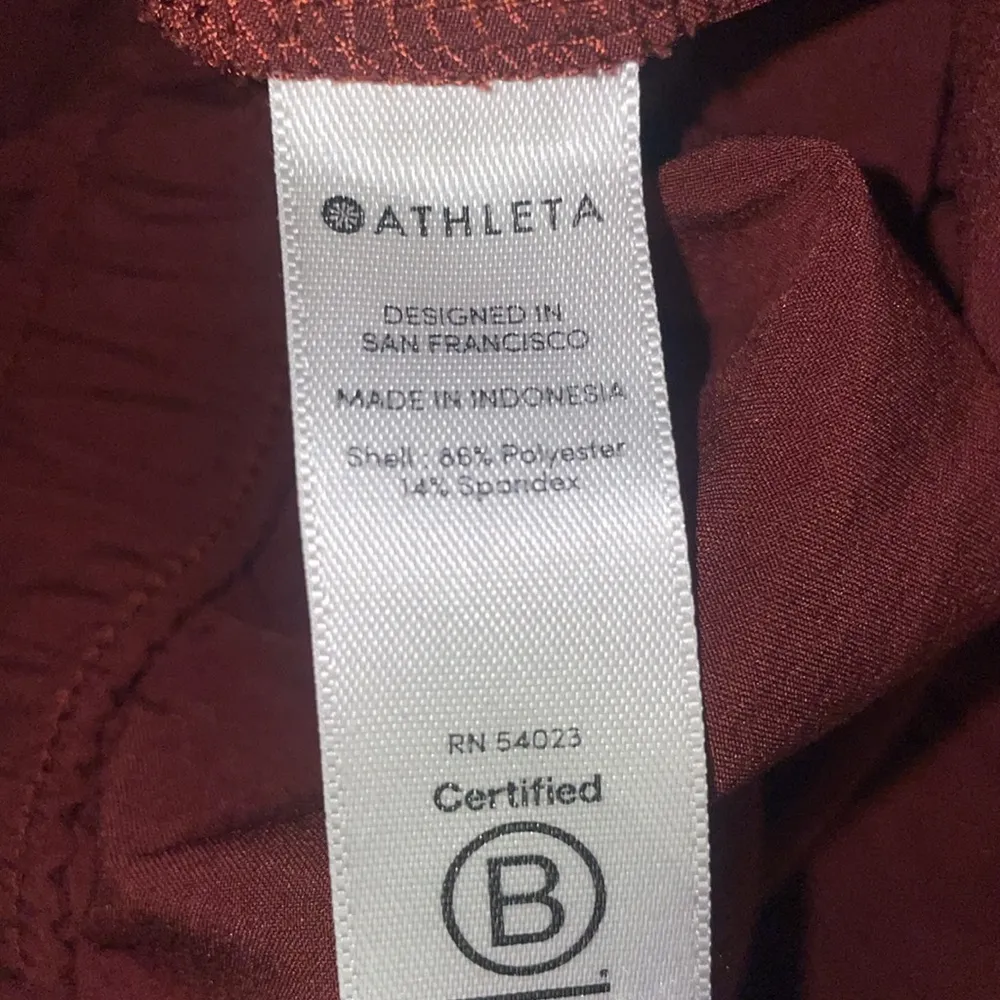 ATHLETA
DESIGNED IN
SAN FRANCISCO
MADE IN INDONESIA
Shell : 86% Polyester
14% Spandex
RN 54023
Certified
B